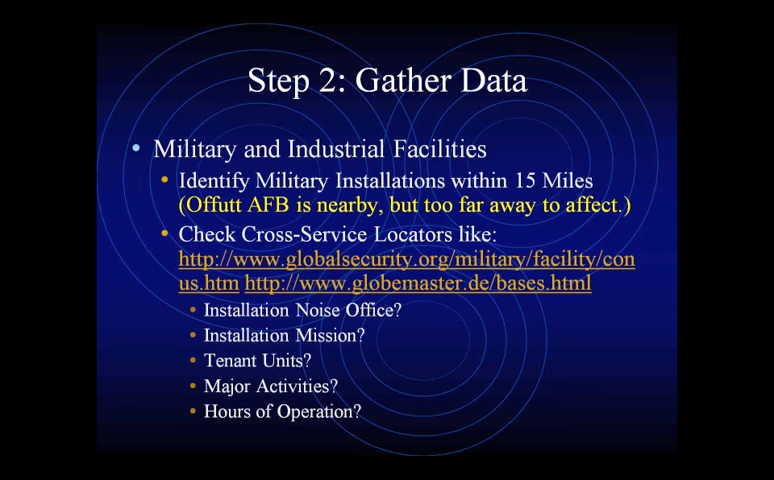 Step 2: Gather Data
• Military and Industrial Facilities
• Identify Military Installations within 15 Miles
(Offutt AFB is nearby, but too far away to affect.)
• Check Cross-Service Locators like:
http://www.globalsecurity.org/military/facility/con
us.htm http://www.globemaster.de/bases.html
• Installation Noise Office?
• Installation Mission?
• Tenant Units?
• Major Activities?
• Hours of Operation?